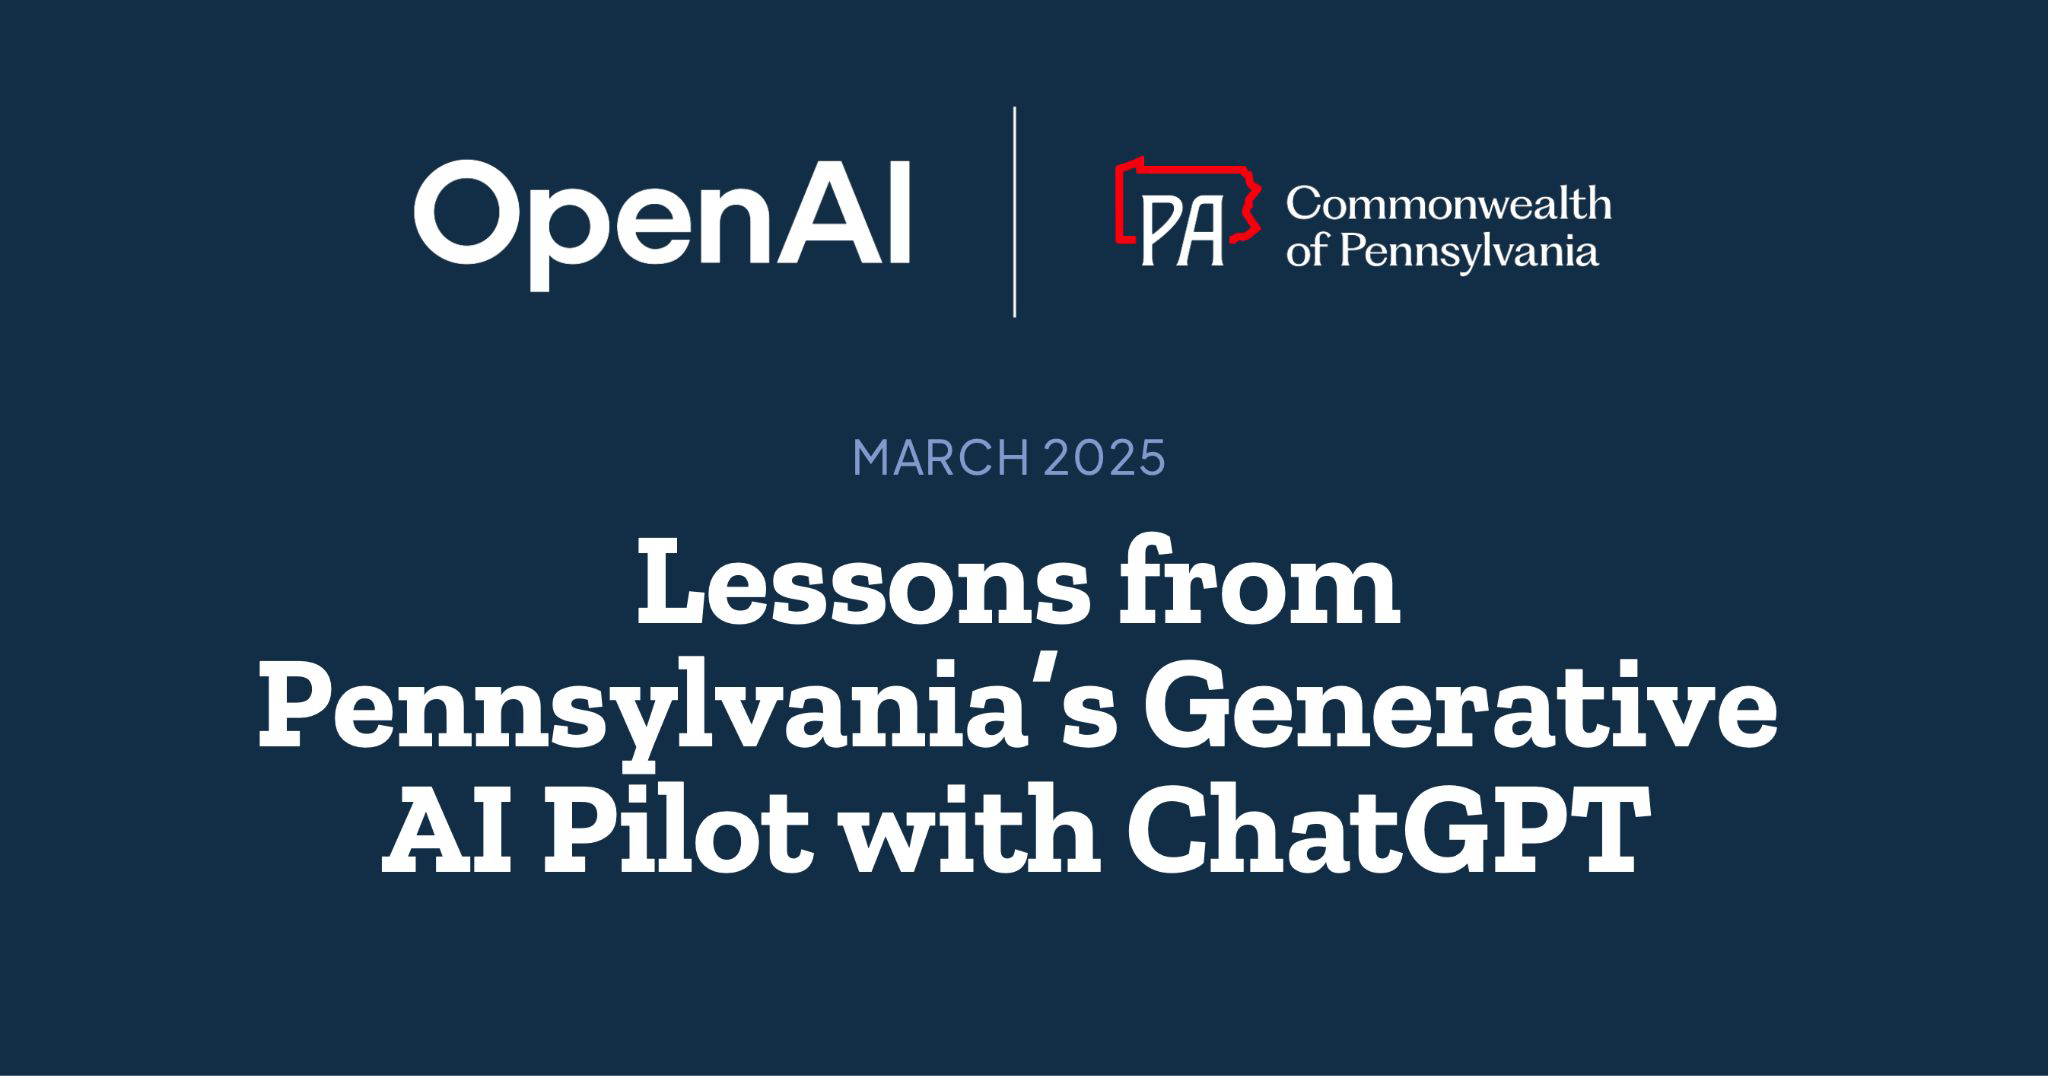 OpenAI
PA
Commonwealth
of Pennsylvania
MARCH 2025
Lessons from
Pennsylvania’s Generative
AI Pilot with ChatGPT